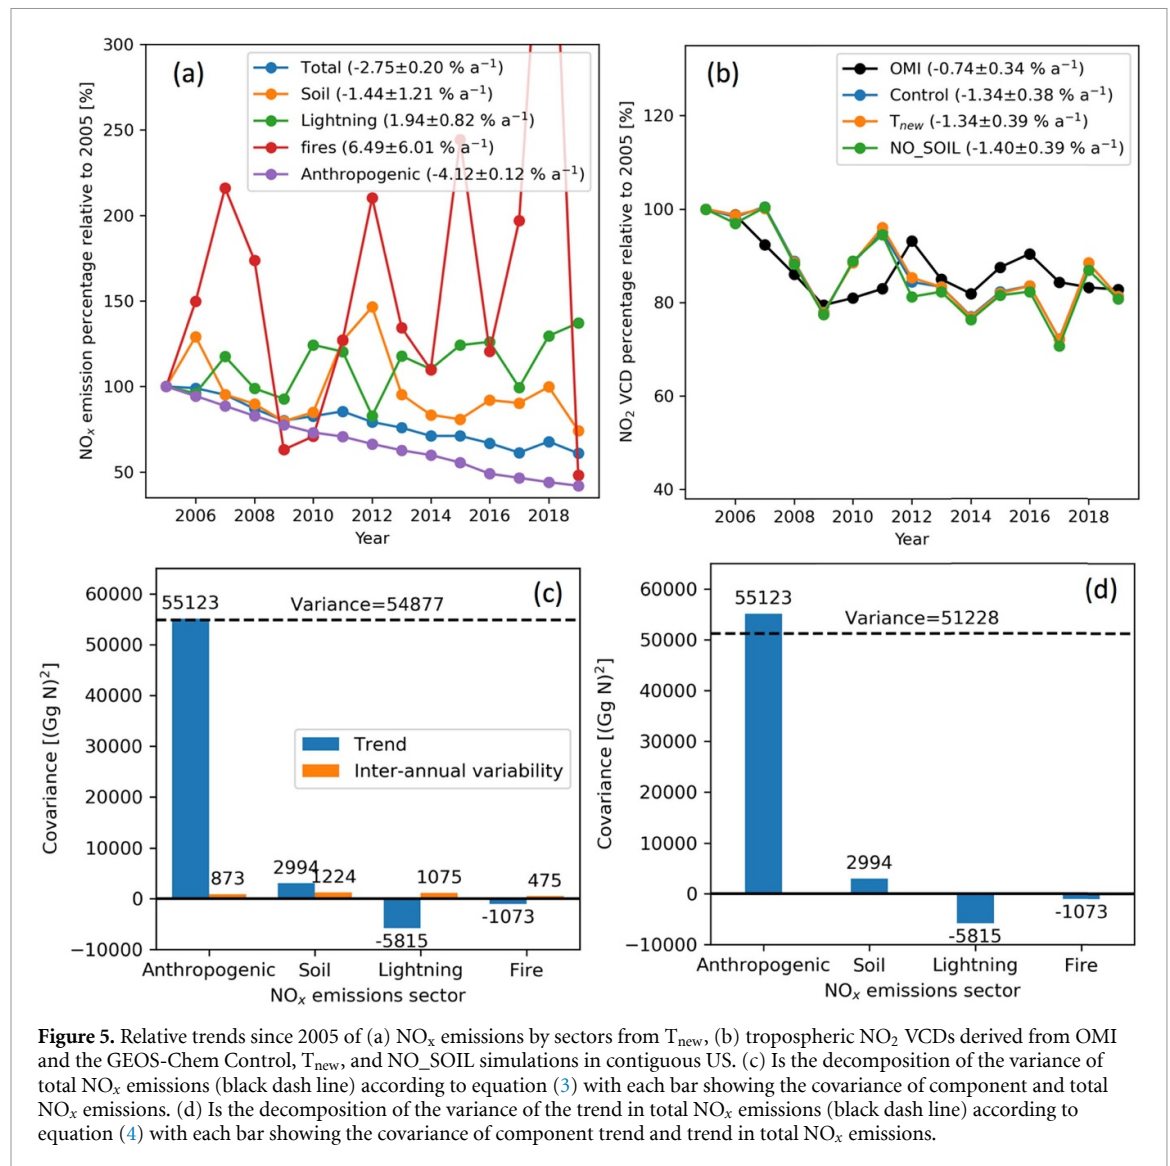 300
250
200
150
100
50
NOx emission percentage relative to 2005 [%]
(a)
Total (-2.75±0.20 % a⁻¹)
Soil (-1.44±1.21 % a⁻¹)
Lightning (1.94±0.82 % a⁻¹)
fires (6.49±6.01 % a⁻¹)
Anthropogenic (-4.12±0.12 % a⁻¹)
2006 2008 2010 2012 2014 2016 2018
Year
120
100
80
60
40
NO₂ VCD percentage relative to 2005 [%]
(b)
OMI (-0.74±0.34 % a⁻¹)
Control (-1.34±0.38 % a⁻¹)
Tnew (-1.34±0.39 % a⁻¹)
NO_SOIL (-1.40±0.39 % a⁻¹)
2006 2008 2010 2012 2014 2016 2018
Year
60000
50000
40000
30000
20000
10000
0
−10000
Covariance [(Gg N)²]
(c)
55123
Variance=54877
Trend
Inter-annual variability
873
2994
1224
-5815
1075
-1073
475
Anthropogenic Soil Lightning Fire
NOx emissions sector
60000
50000
40000
30000
20000
10000
0
−10000
Covariance [(Gg N)²]
(d)
55123
Variance=51228
2994
-5815
-1073
Anthropogenic Soil Lightning Fire
NOx emissions sector
Figure 5. Relative trends since 2005 of (a) NOx emissions by sectors from Tnew, (b) tropospheric NO₂ VCDs derived from OMI
and the GEOS-Chem Control, Tnew, and NO_SOIL simulations in contiguous US. (c) Is the decomposition of the variance of
total NOx emissions (black dash line) according to equation (3) with each bar showing the covariance of component and total
NOx emissions. (d) Is the decomposition of the variance of the trend in total NOx emissions (black dash line) according to
equation (4) with each bar showing the covariance of component trend and trend in total NOx emissions.